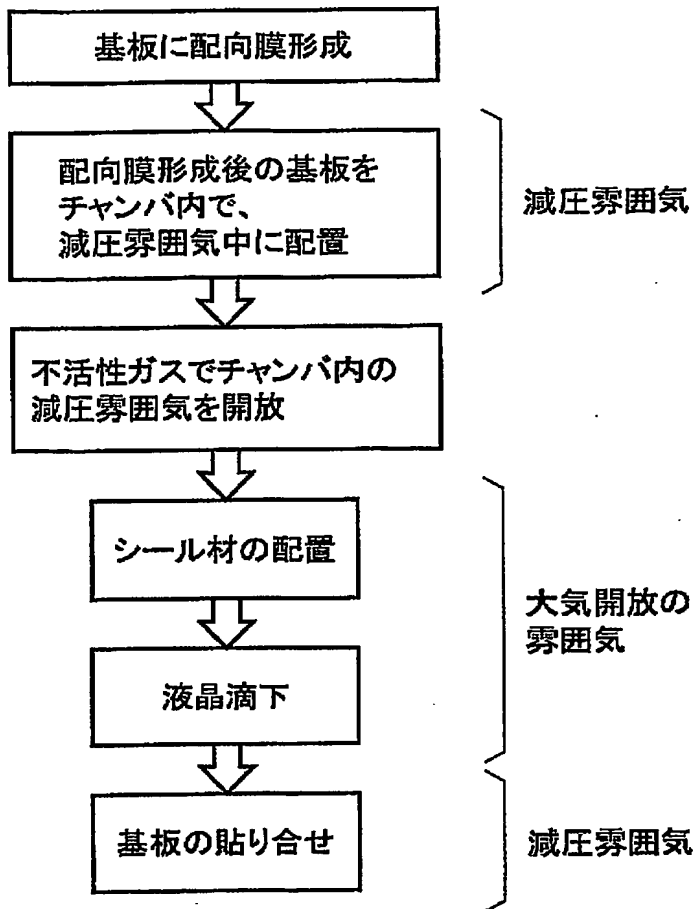 基板に配向膜形成
配向膜形成後の基板を
チャンバ内で、
減圧雰囲気中に配置
減圧雰囲気
不活性ガスでチャンバ内の
減圧雰囲気を開放
シール材の配置
大気開放の
雰囲気
液晶滴下
基板の貼り合せ
減圧雰囲気